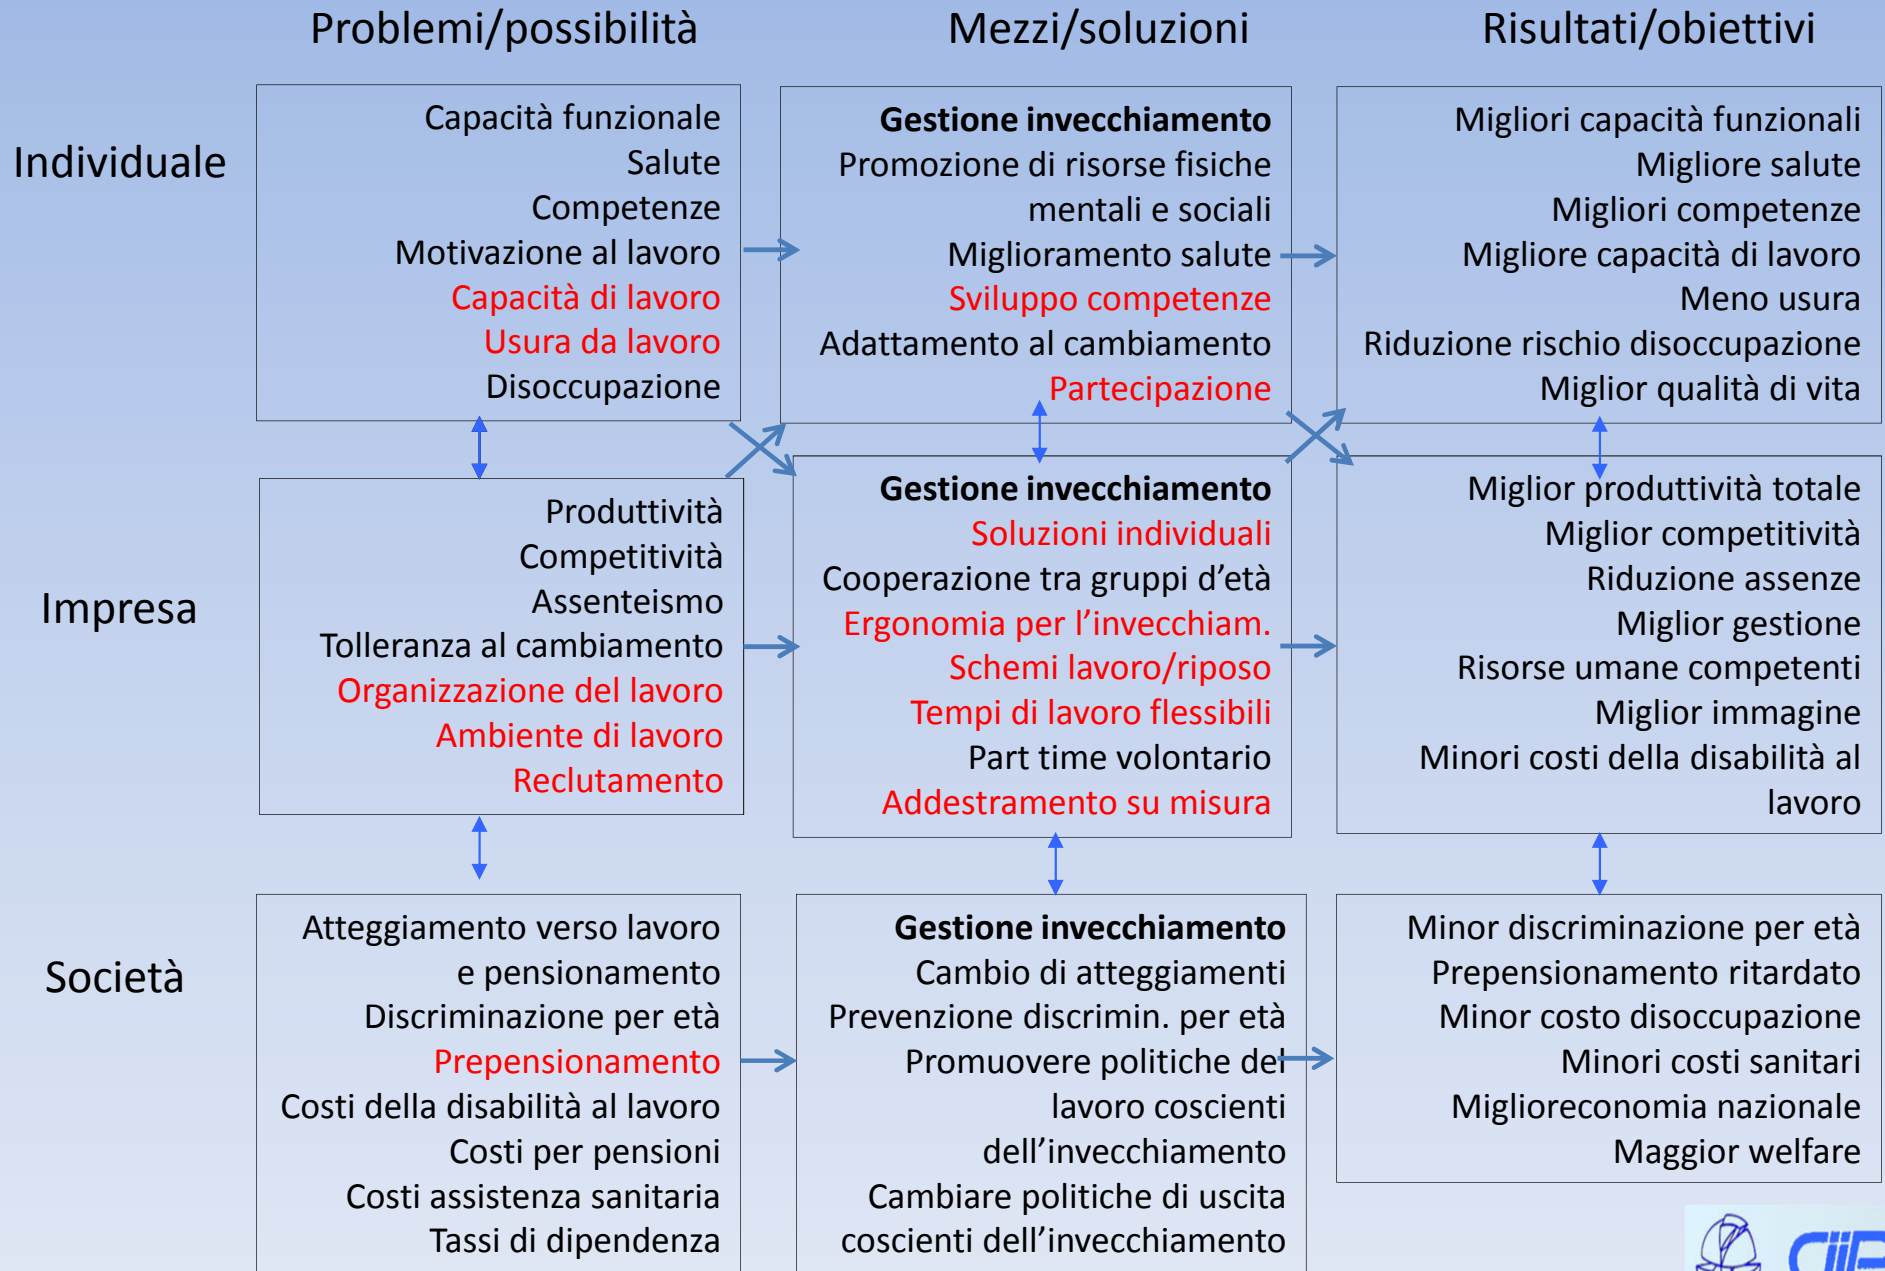 Problemi/possibilità
Mezzi/soluzioni
Risultati/obiettivi
Individuale
Capacità funzionale
Salute
Competenze
Motivazione al lavoro
Capacità di lavoro
Usura da lavoro
Disoccupazione
Gestione invecchiamento
Promozione di risorse fisiche
mentali e sociali
Miglioramento salute
Sviluppo competenze
Adattamento al cambiamento
Partecipazione
Migliori capacità funzionali
Migliore salute
Migliori competenze
Migliore capacità di lavoro
Meno usura
Riduzione rischio disoccupazione
Miglior qualità di vita
Impresa
Produttività
Competitività
Assenteismo
Tolleranza al cambiamento
Organizzazione del lavoro
Ambiente di lavoro
Reclutamento
Gestione invecchiamento
Soluzioni individuali
Cooperazione tra gruppi d’età
Ergonomia per l’invecchiam.
Schemi lavoro/riposo
Tempi di lavoro flessibili
Part time volontario
Addestramento su misura
Miglior produttività totale
Miglior competitività
Riduzione assenze
Miglior gestione
Risorse umane competenti
Miglior immagine
Minori costi della disabilità al
lavoro
Società
Atteggiamento verso lavoro
e pensionamento
Discriminazione per età
Prepensionamento
Costi della disabilità al lavoro
Costi per pensioni
Costi assistenza sanitaria
Tassi di dipendenza
Gestione invecchiamento
Cambio di atteggiamenti
Prevenzione discrimin. per età
Promuovere politiche del
lavoro coscienti
dell’invecchiamento
Cambiare politiche di uscita
coscienti dell’invecchiamento
Minor discriminazione per età
Prepensionamento ritardato
Minor costo disoccupazione
Minori costi sanitari
Miglioreconomia nazionale
Maggior welfare